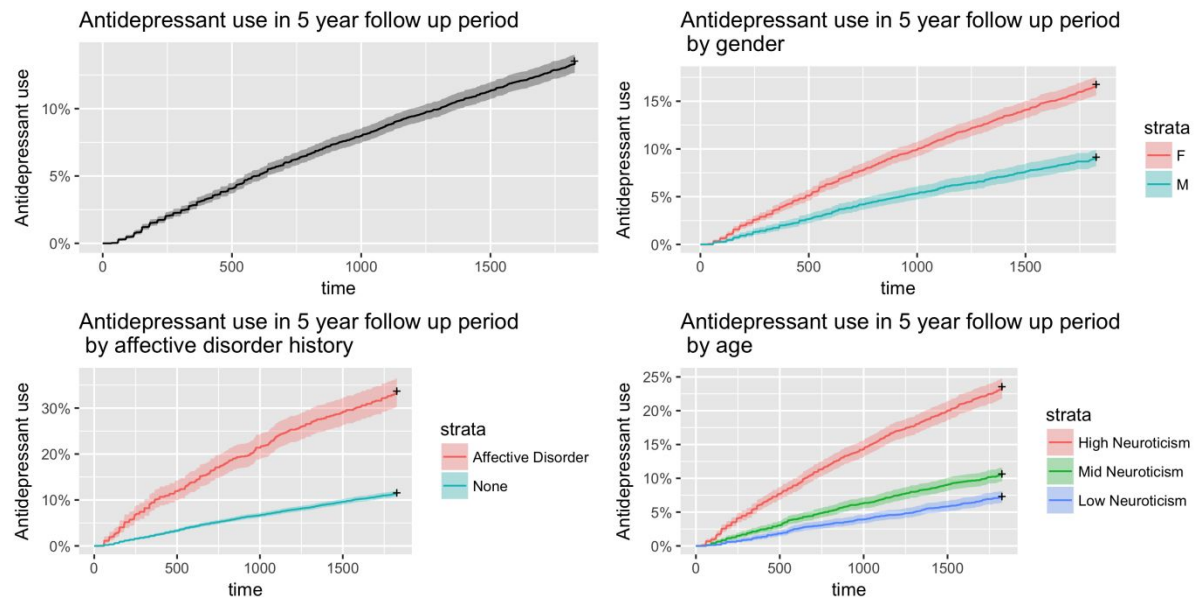 Antidepressant use in 5 year follow up period
Antidepressant use
10%
5%
0%
0
500
1000
1500
time
Antidepressant use in 5 year follow up period
by gender
Antidepressant use
15%
10%
5%
0%
0
500
1000
1500
time
strata
F
M
Antidepressant use in 5 year follow up period
by affective disorder history
Antidepressant use
30%
20%
10%
0%
0
500
1000
1500
time
strata
Affective Disorder
None
Antidepressant use in 5 year follow up period
by age
Antidepressant use
25%
20%
15%
10%
5%
0%
0
500
1000
1500
time
strata
High Neuroticism
Mid Neuroticism
Low Neuroticism